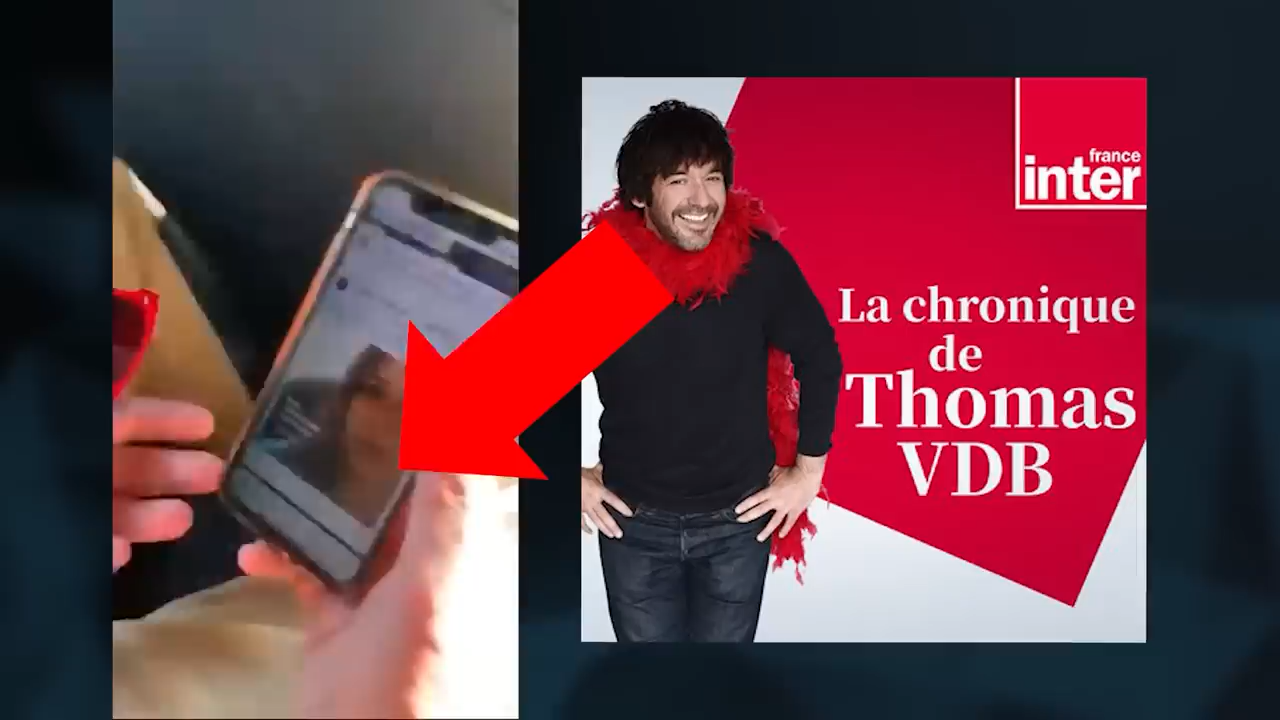 france
inter
La chronique
de
Thomas
VDB